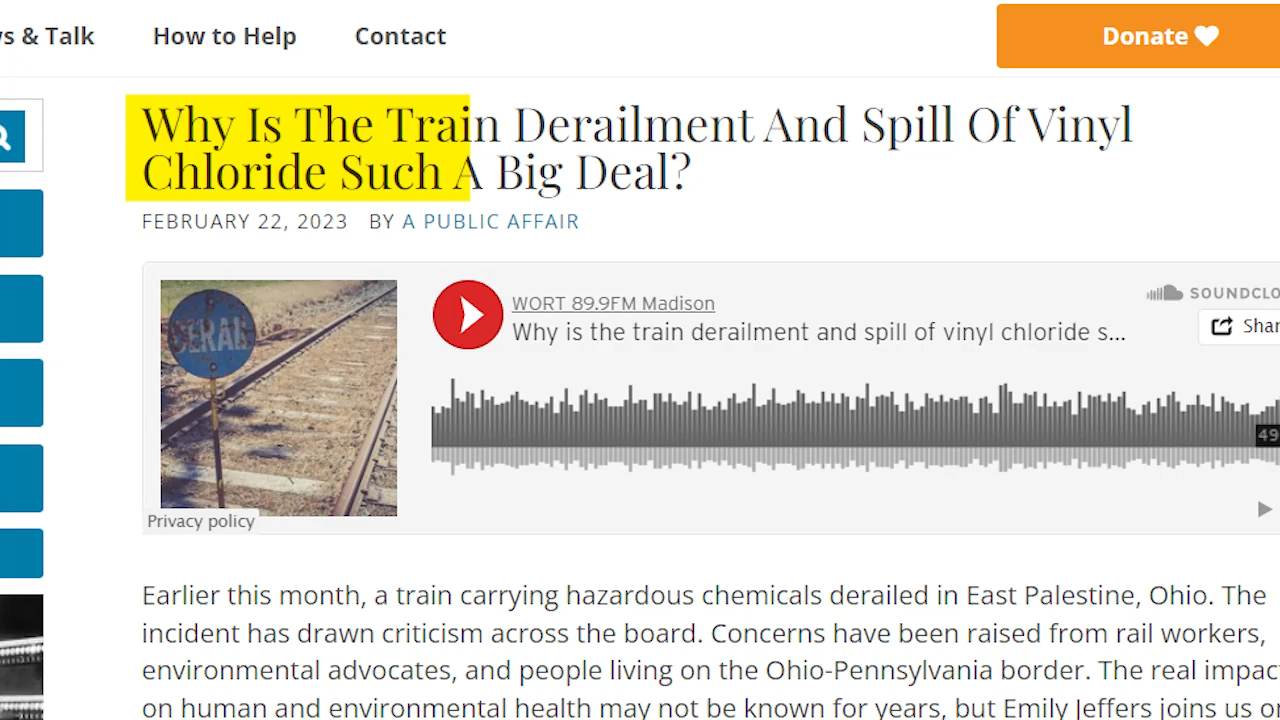 s & Talk How to Help Contact Donate
Why Is The Train Derailment And Spill Of Vinyl
Chloride Such A Big Deal?
FEBRUARY 22, 2023 BY A PUBLIC AFFAIR
DERAIL
WORT 89.9FM Madison
Why is the train derailment and spill of vinyl chloride s...
SOUNDCLO
Shar
49
Privacy policy
Earlier this month, a train carrying hazardous chemicals derailed in East Palestine, Ohio. The
incident has drawn criticism across the board. Concerns have been raised from rail workers,
environmental advocates, and people living on the Ohio-Pennsylvania border. The real impac
on human and environmental health may not be known for years, but Emily Jeffers joins us o